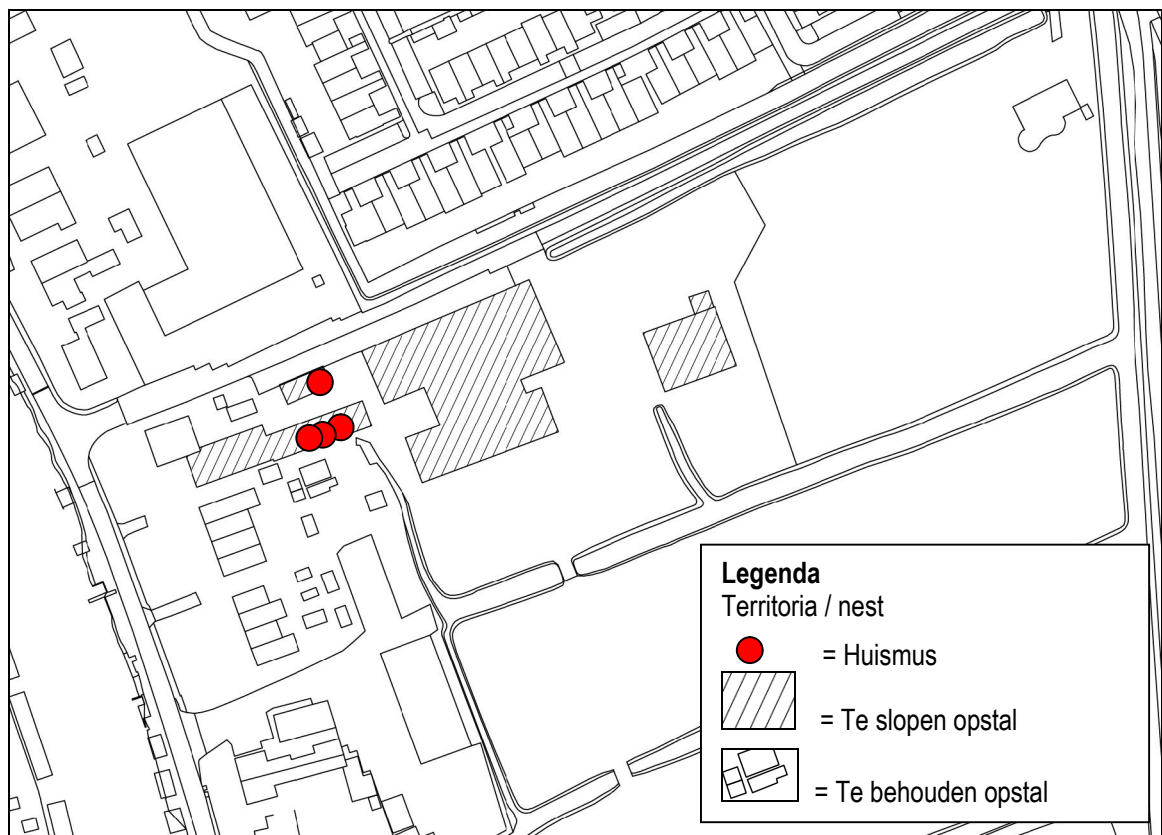 Legenda
Territoria / nest
= Huismus
= Te slopen opstal
= Te behouden opstal